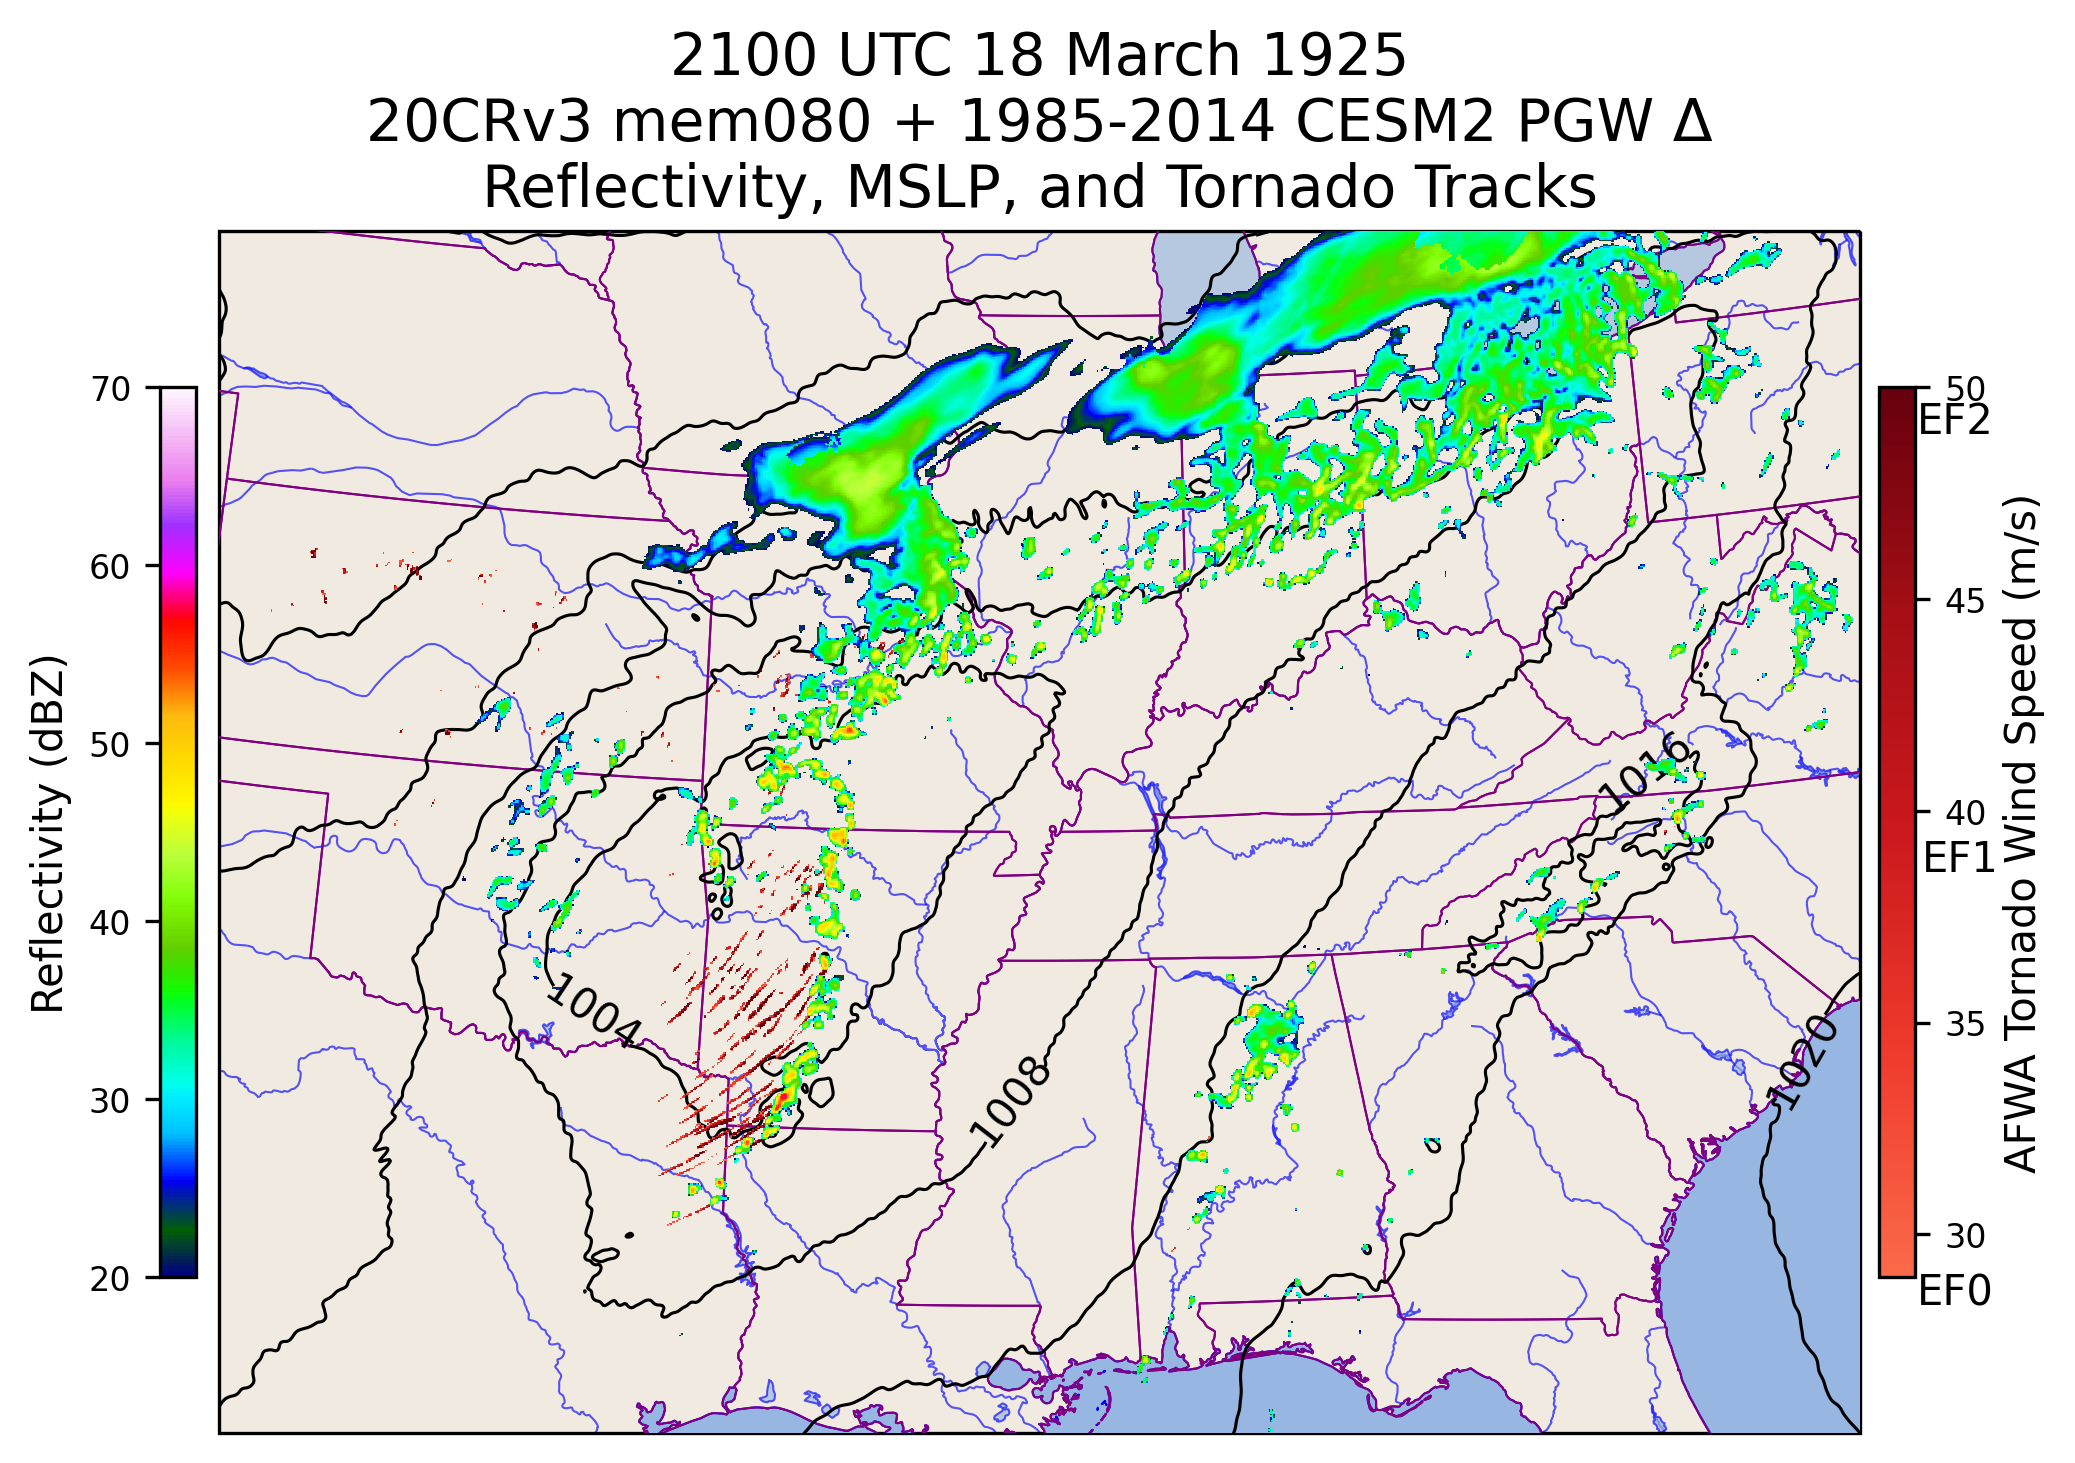 2100 UTC 18 March 1925
20CRv3 mem080 + 1985-2014 CESM2 PGW Δ
Reflectivity, MSLP, and Tornado Tracks
70
60
50
40
30
20
Reflectivity (dBZ)
1016
1004
1008
1020
50
EF2
45
40
EF1
35
30
EF0
AFWA Tornado Wind Speed (m/s)